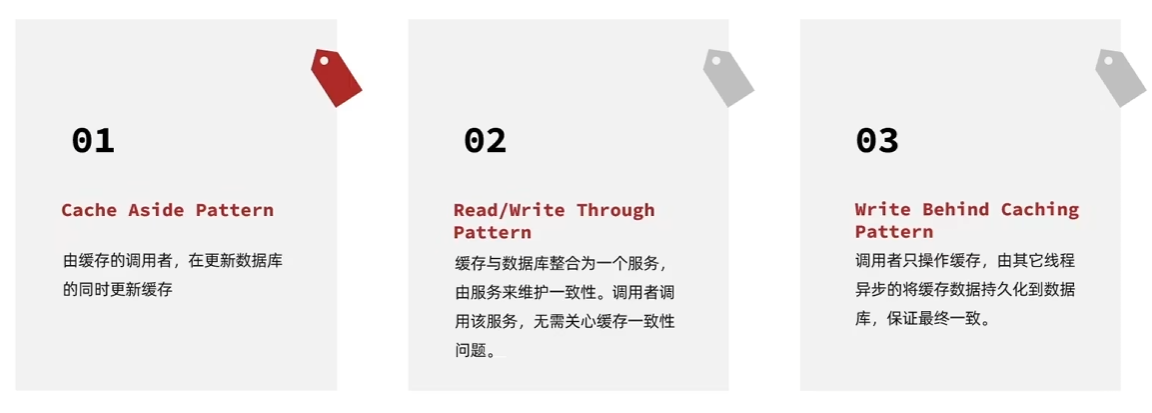 01
Cache Aside Pattern
由缓存的调用者，在更新数据库
的同时更新缓存
02
Read/Write Through
Pattern
缓存与数据库整合为一个服务，
由服务来维护一致性。调用者调
用该服务，无需关心缓存一致性
问题。
03
Write Behind Caching
Pattern
调用者只操作缓存，由其它线程
异步的将缓存数据持久化到数据
库，保证最终一致。